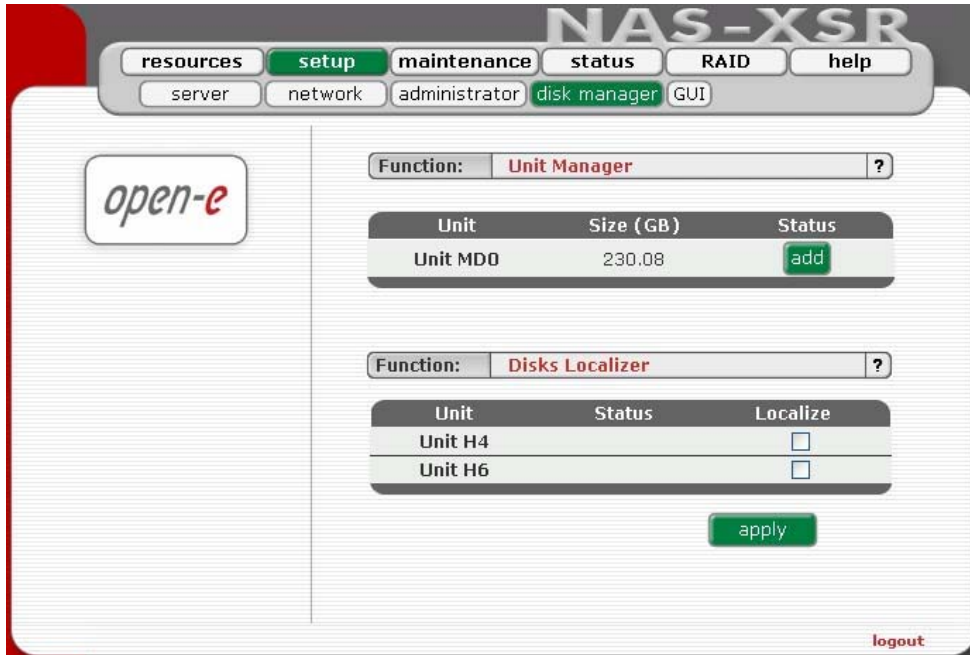 NAS-XSR
resources setup maintenance status RAID help
server network administrator disk manager GUI
open-e
Function: Unit Manager ?
Unit Size (GB) Status
Unit MD0 230.08 add
Function: Disks Localizer ?
Unit Status Localize
Unit H4
Unit H6
apply
logout